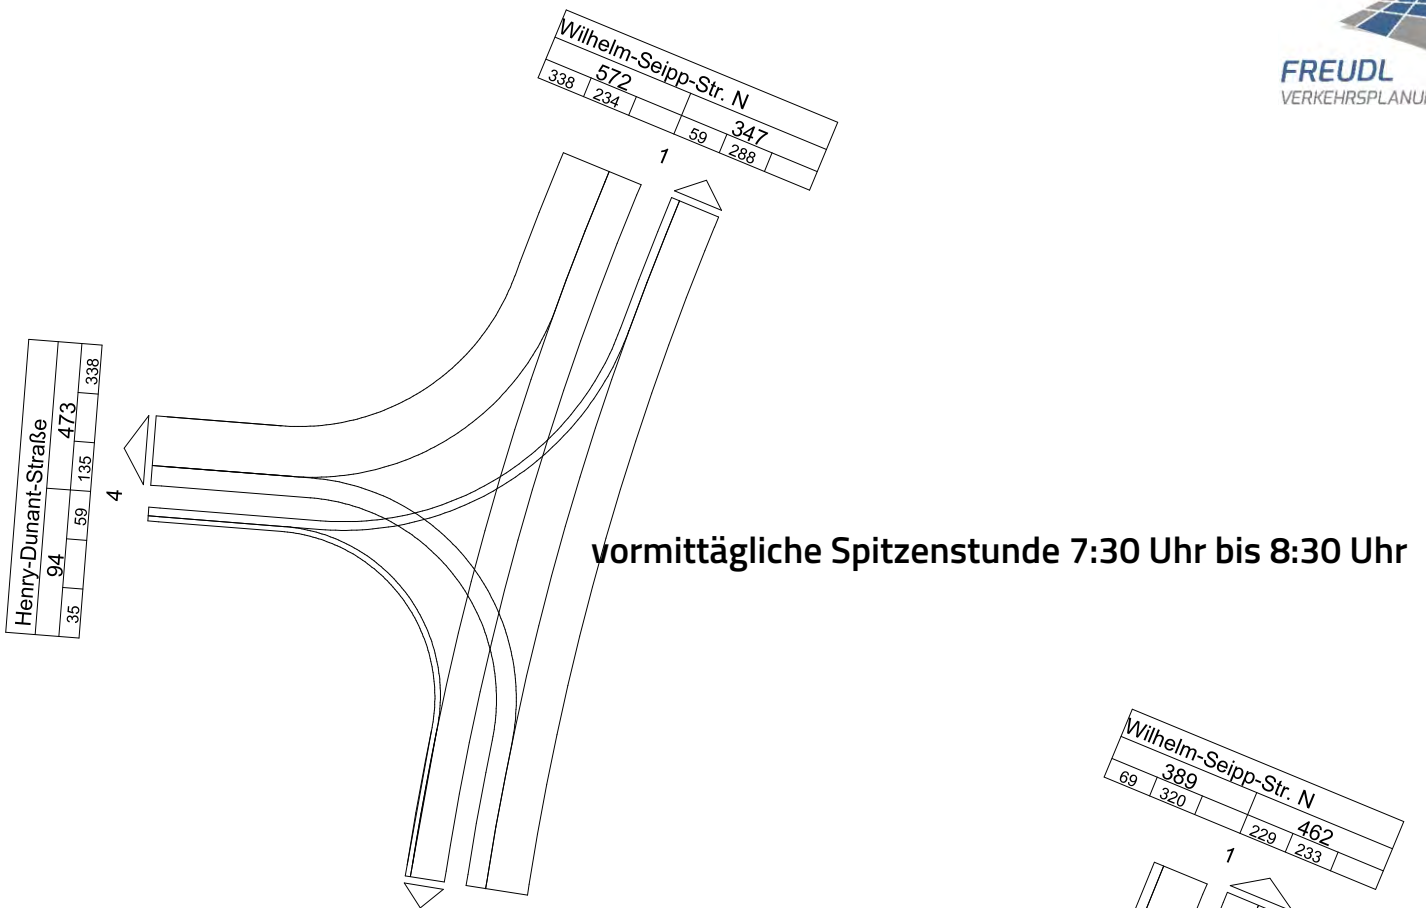 FREUDL
VERKEHRSPLANUN
Wilhelm-Seipp-Str. N
572 347
338 234 59 288
1
Henry-Dunant-Straße
94 473
35 59 135 338
4
vormittägliche Spitzenstunde 7:30 Uhr bis 8:30 Uhr
Wilhelm-Seipp-Str. N
389 462
69 320 229 233
1